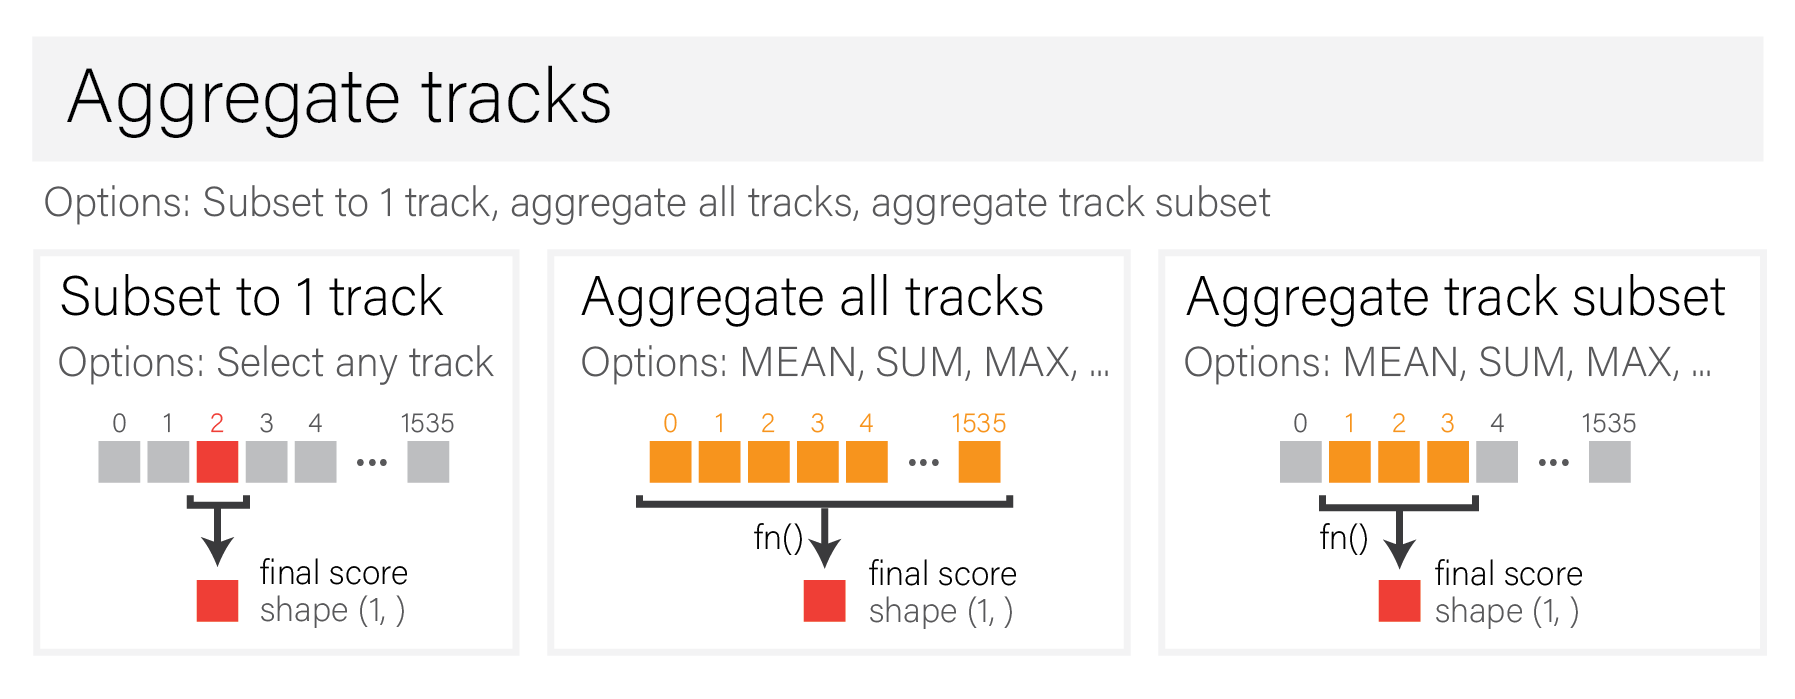 Aggregate tracks
Options: Subset to 1 track, aggregate all tracks, aggregate track subset
Subset to 1 track
Options: Select any track
0 1 2 3 4 ... 1535
final score
shape (1, )
Aggregate all tracks
Options: MEAN, SUM, MAX, ...
0 1 2 3 4 ... 1535
fn()
final score
shape (1, )
Aggregate track subset
Options: MEAN, SUM, MAX, ...
0 1 2 3 4 ... 1535
fn()
final score
shape (1, )